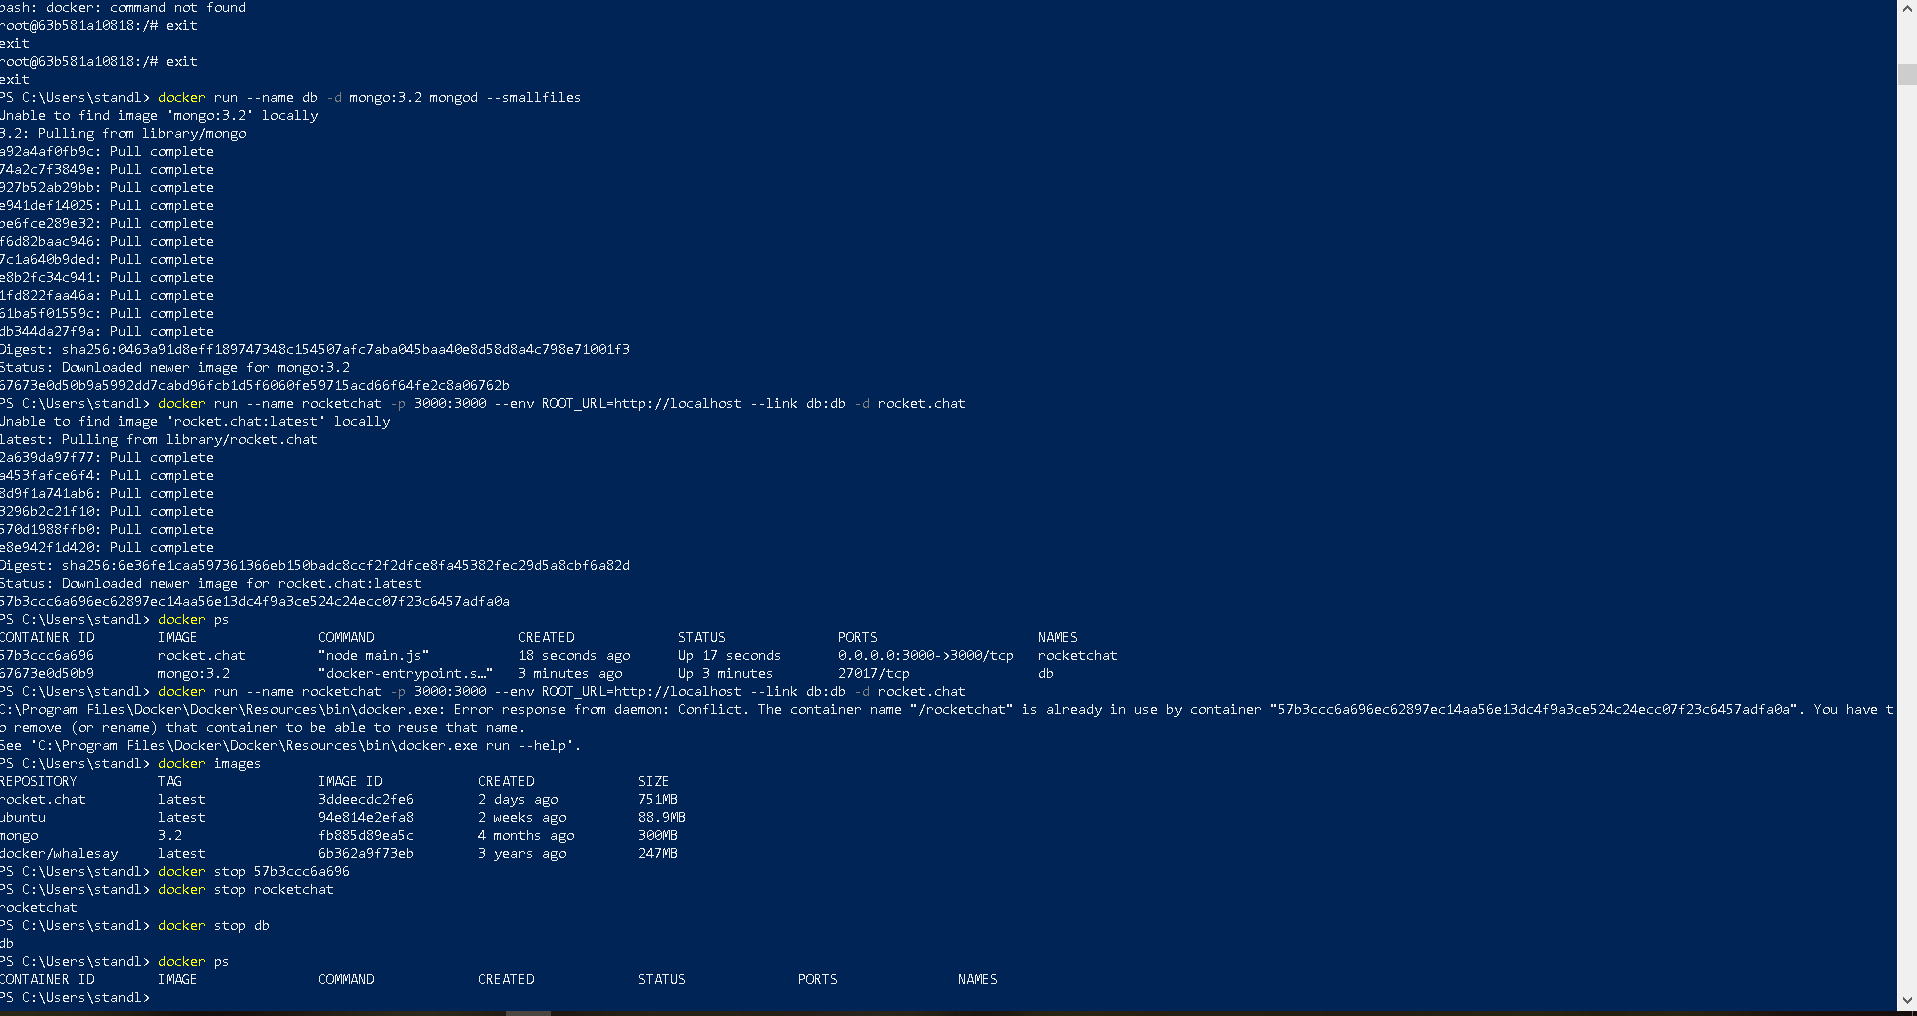 bash: docker: command not found
root@63b581a10818:/# exit
exit
root@63b581a10818:/# exit
exit
PS C:\Users\standl> docker run --name db -d mongo:3.2 mongod --smallfiles
Unable to find image 'mongo:3.2' locally
3.2: Pulling from library/mongo
a92a4af0fb9c: Pull complete
74a2c7f3849e: Pull complete
927b52ab29bb: Pull complete
e941def14025: Pull complete
be6fce289e32: Pull complete
f6d82baac946: Pull complete
7c1a640b9ded: Pull complete
e8b2fc34c941: Pull complete
1fd822faa46a: Pull complete
61ba5f01559c: Pull complete
db344da27f9a: Pull complete
Digest: sha256:0463a91d8eff189747348c154507afc7aba045baa40e8d58d8a4c798e71001f3
Status: Downloaded newer image for mongo:3.2
67673e0d50b9a5992dd7cabd96fcb1d5f6060fe59715acd66f64fe2c8a06762b
PS C:\Users\standl> docker run --name rocketchat -p 3000:3000 --env ROOT_URL=http://localhost --link db:db -d rocket.chat
Unable to find image 'rocket.chat:latest' locally
latest: Pulling from library/rocket.chat
2a639da97f77: Pull complete
a453fafce6f4: Pull complete
8d9f1a741ab6: Pull complete
3296b2c21f10: Pull complete
570d1988ffb0: Pull complete
e8e942f1d420: Pull complete
Digest: sha256:6e36fe1caa597361366eb150badc8ccf2f2dfce8fa45382fec29d5a8cbf6a82d
Status: Downloaded newer image for rocket.chat:latest
57b3ccc6a696ec62897ec14aa56e13dc4f9a3ce524c24ecc07f23c6457adfa0a
PS C:\Users\standl> docker ps
CONTAINER ID IMAGE COMMAND CREATED STATUS PORTS NAMES
57b3ccc6a696 rocket.chat "node main.js" 18 seconds ago Up 17 seconds 0.0.0.0:3000->3000/tcp rocketchat
67673e0d50b9 mongo:3.2 "docker-entrypoint.s…" 3 minutes ago Up 3 minutes 27017/tcp db
PS C:\Users\standl> docker run --name rocketchat -p 3000:3000 --env ROOT_URL=http://localhost --link db:db -d rocket.chat
C:\Program Files\Docker\Docker\Resources\bin\docker.exe: Error response from daemon: Conflict. The container name "/rocketchat" is already in use by container "57b3ccc6a696ec62897ec14aa56e13dc4f9a3ce524c24ecc07f23c6457adfa0a". You have t
o remove (or rename) that container to be able to reuse that name.
See 'C:\Program Files\Docker\Docker\Resources\bin\docker.exe run --help'.
PS C:\Users\standl> docker images
REPOSITORY TAG IMAGE ID CREATED SIZE
rocket.chat latest 3ddeecdc2fe6 2 days ago 751MB
ubuntu latest 94e814e2efa8 2 weeks ago 88.9MB
mongo 3.2 fb885d89ea5c 4 months ago 300MB
docker/whalesay latest 6b362a9f73eb 3 years ago 247MB
PS C:\Users\standl> docker stop 57b3ccc6a696
PS C:\Users\standl> docker stop rocketchat
rocketchat
PS C:\Users\standl> docker stop db
db
PS C:\Users\standl> docker ps
CONTAINER ID IMAGE COMMAND CREATED STATUS PORTS NAMES
PS C:\Users\standl>